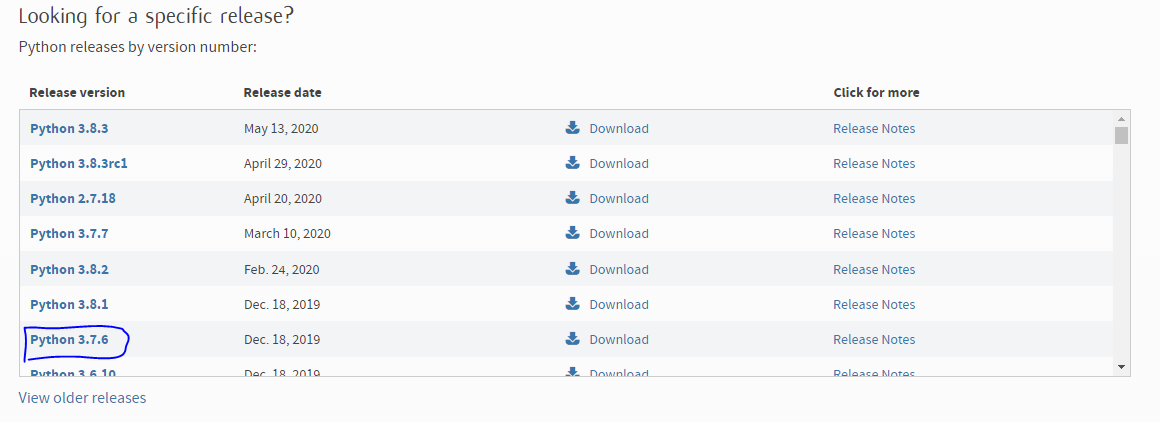 Looking for a specific release?
Python releases by version number:
Release version Release date Click for more
Python 3.8.3 May 13, 2020 Download Release Notes
Python 3.8.3rc1 April 29, 2020 Download Release Notes
Python 2.7.18 April 20, 2020 Download Release Notes
Python 3.7.7 March 10, 2020 Download Release Notes
Python 3.8.2 Feb. 24, 2020 Download Release Notes
Python 3.8.1 Dec. 18, 2019 Download Release Notes
Python 3.7.6 Dec. 18, 2019 Download Release Notes
Python 3.6.10 Dec. 18, 2019 Download Release Notes
View older releases